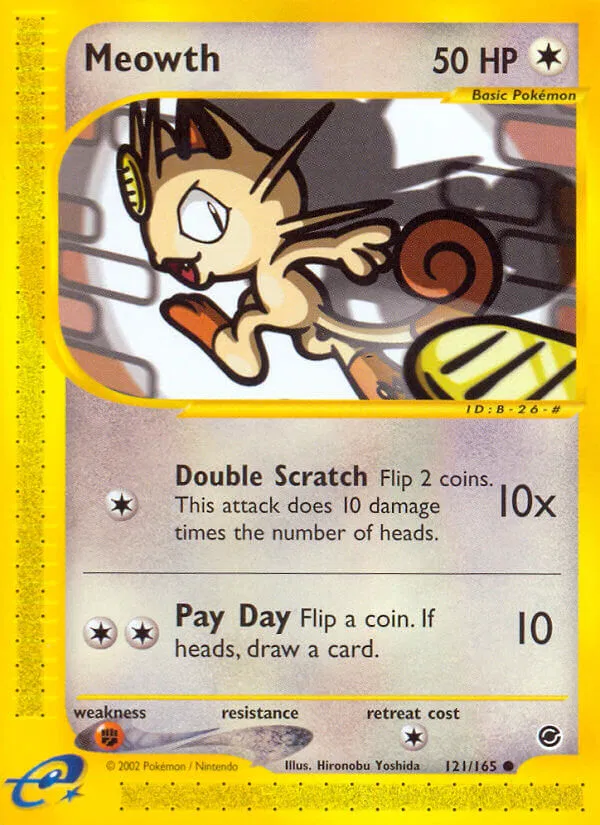 Meowth
50 HP
Basic Pokémon
ID:B-26-#
Double Scratch Flip 2 coins.
This attack does 10 damage
times the number of heads.
10x
Pay Day Flip a coin. If
heads, draw a card.
10
weakness
resistance
retreat cost
© 2002 Pokémon / Nintendo
Illus. Hironobu Yoshida
121/165
e